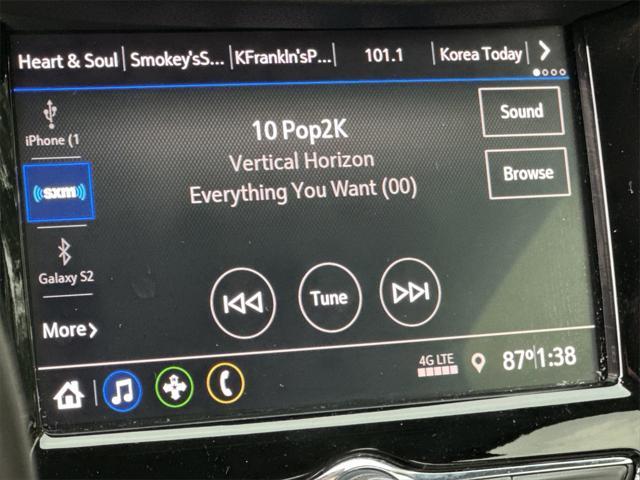 Heart & Soul Smokey'sS... KFrankln'sP... 101.1 Korea Today
iPhone (1
10 Pop2K
Sound
Vertical Horizon
Browse
sxm
Everything You Want (00)
Galaxy S2
Tune
More
4G LTE 87° 1:38